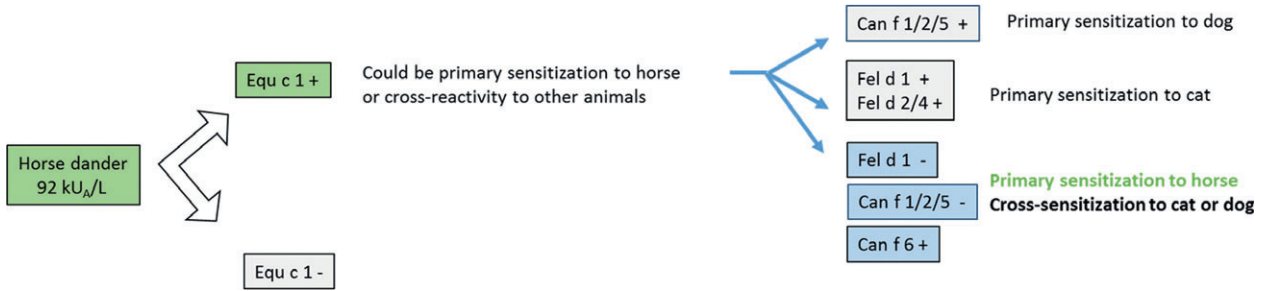 Horse dander
92 kU_A/L
Equ c 1 +
Equ c 1 -
Could be primary sensitization to horse
or cross-reactivity to other animals
Can f 1/2/5 +
Primary sensitization to dog
Fel d 1 +
Fel d 2/4 +
Primary sensitization to cat
Fel d 1 -
Can f 1/2/5 -
Can f 6 +
Primary sensitization to horse
Cross-sensitization to cat or dog